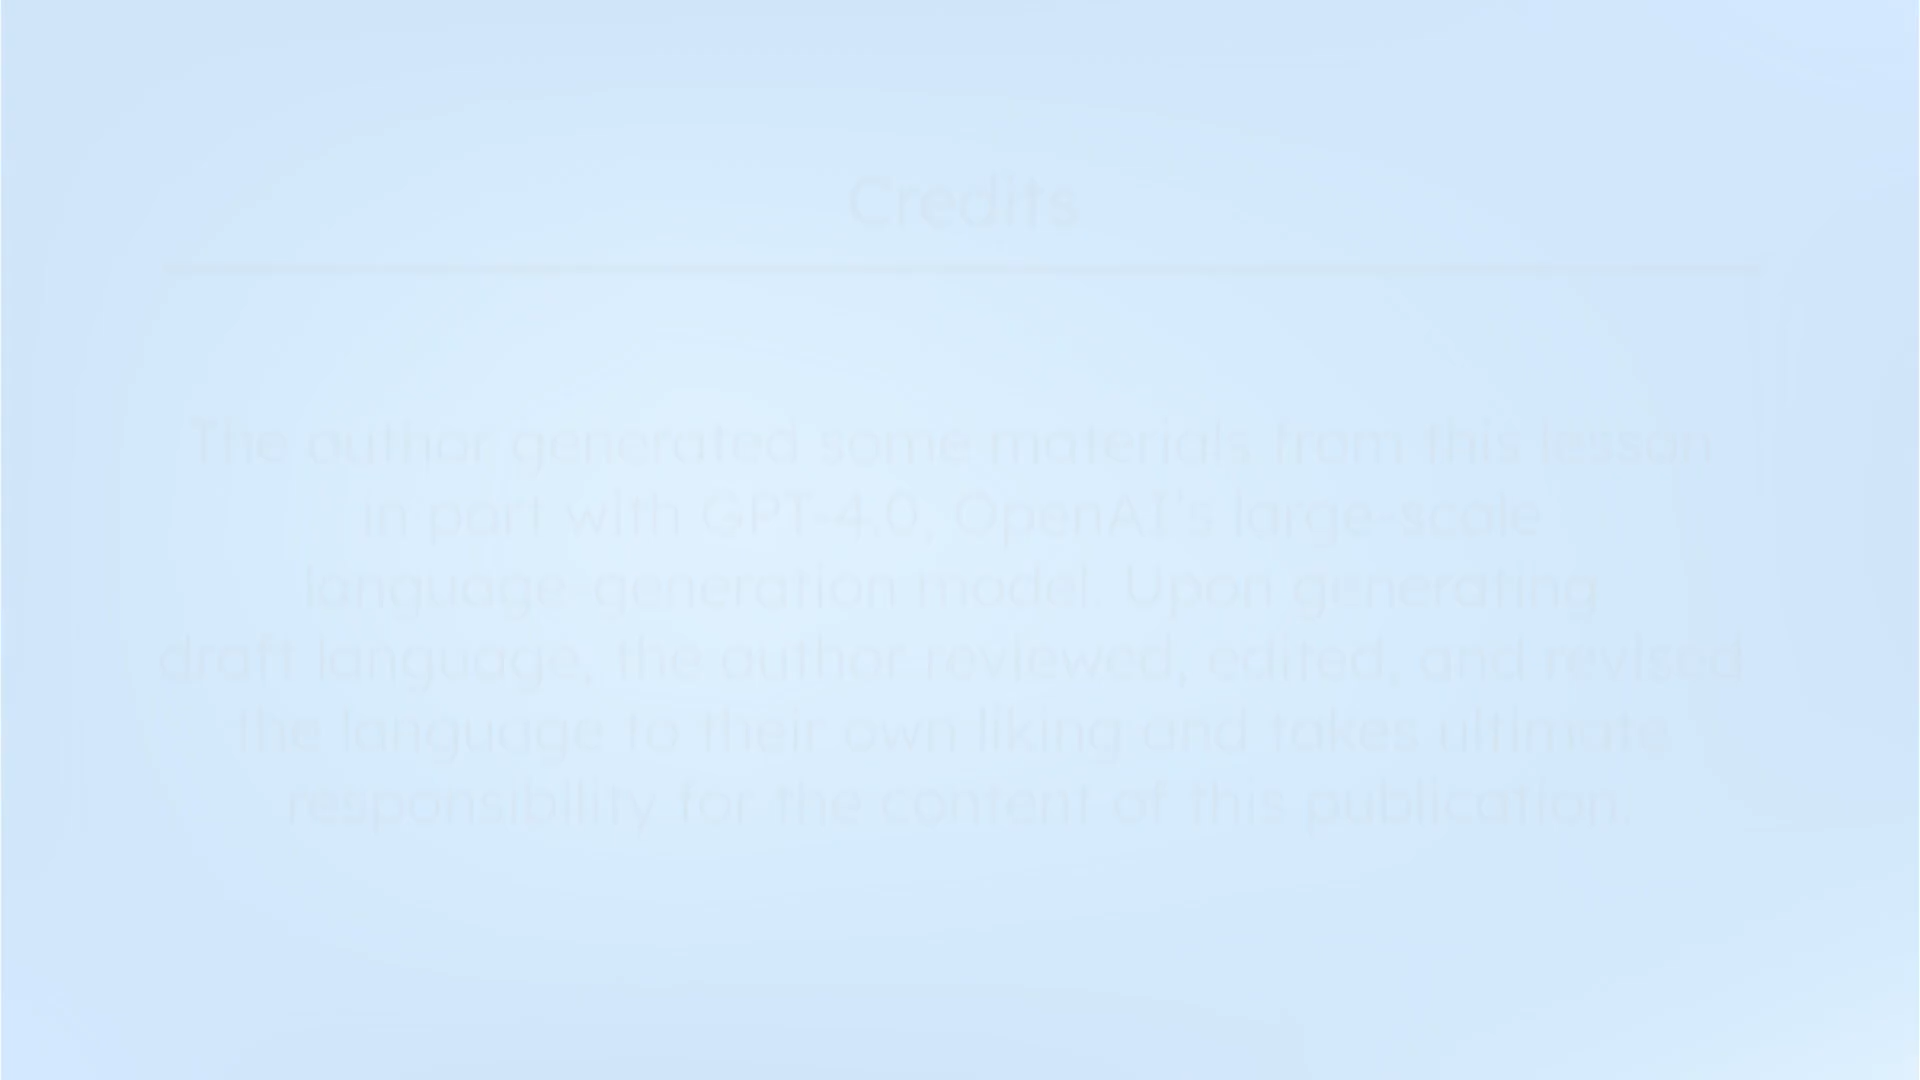 Credits
The author generated some materials from this lesson
in part with GPT-4.0, OpenAI's large-scale
language-generation model. Upon generating
draft language, the author reviewed, edited, and revised
the language to their own liking and takes ultimate
responsibility for the content of this publication.